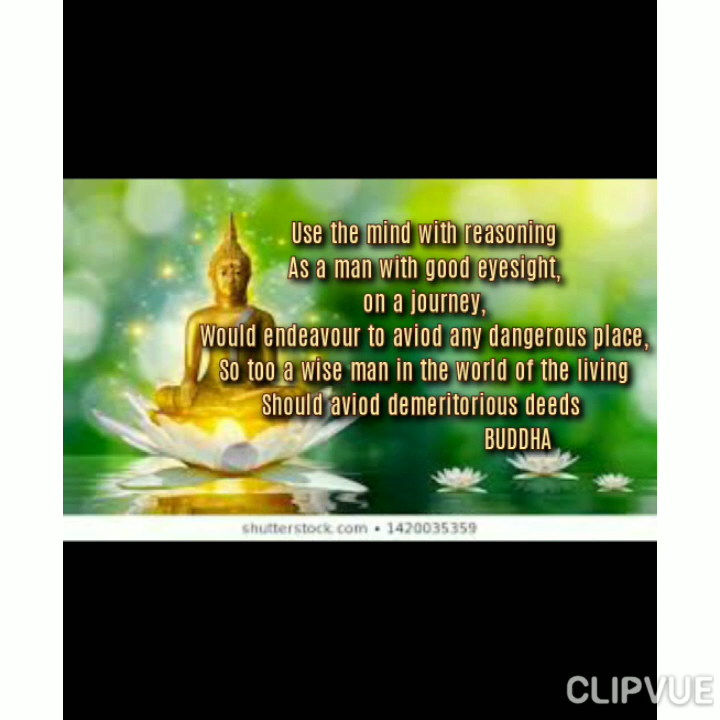 Use the mind with reasoning
As a man with good eyesight,
on a journey,
Would endeavour to aviod any dangerous place,
So too a wise man in the world of the living
Should aviod demeritorious deeds
BUDDHA
shutterstock.com • 1420035359
CLIPVUE